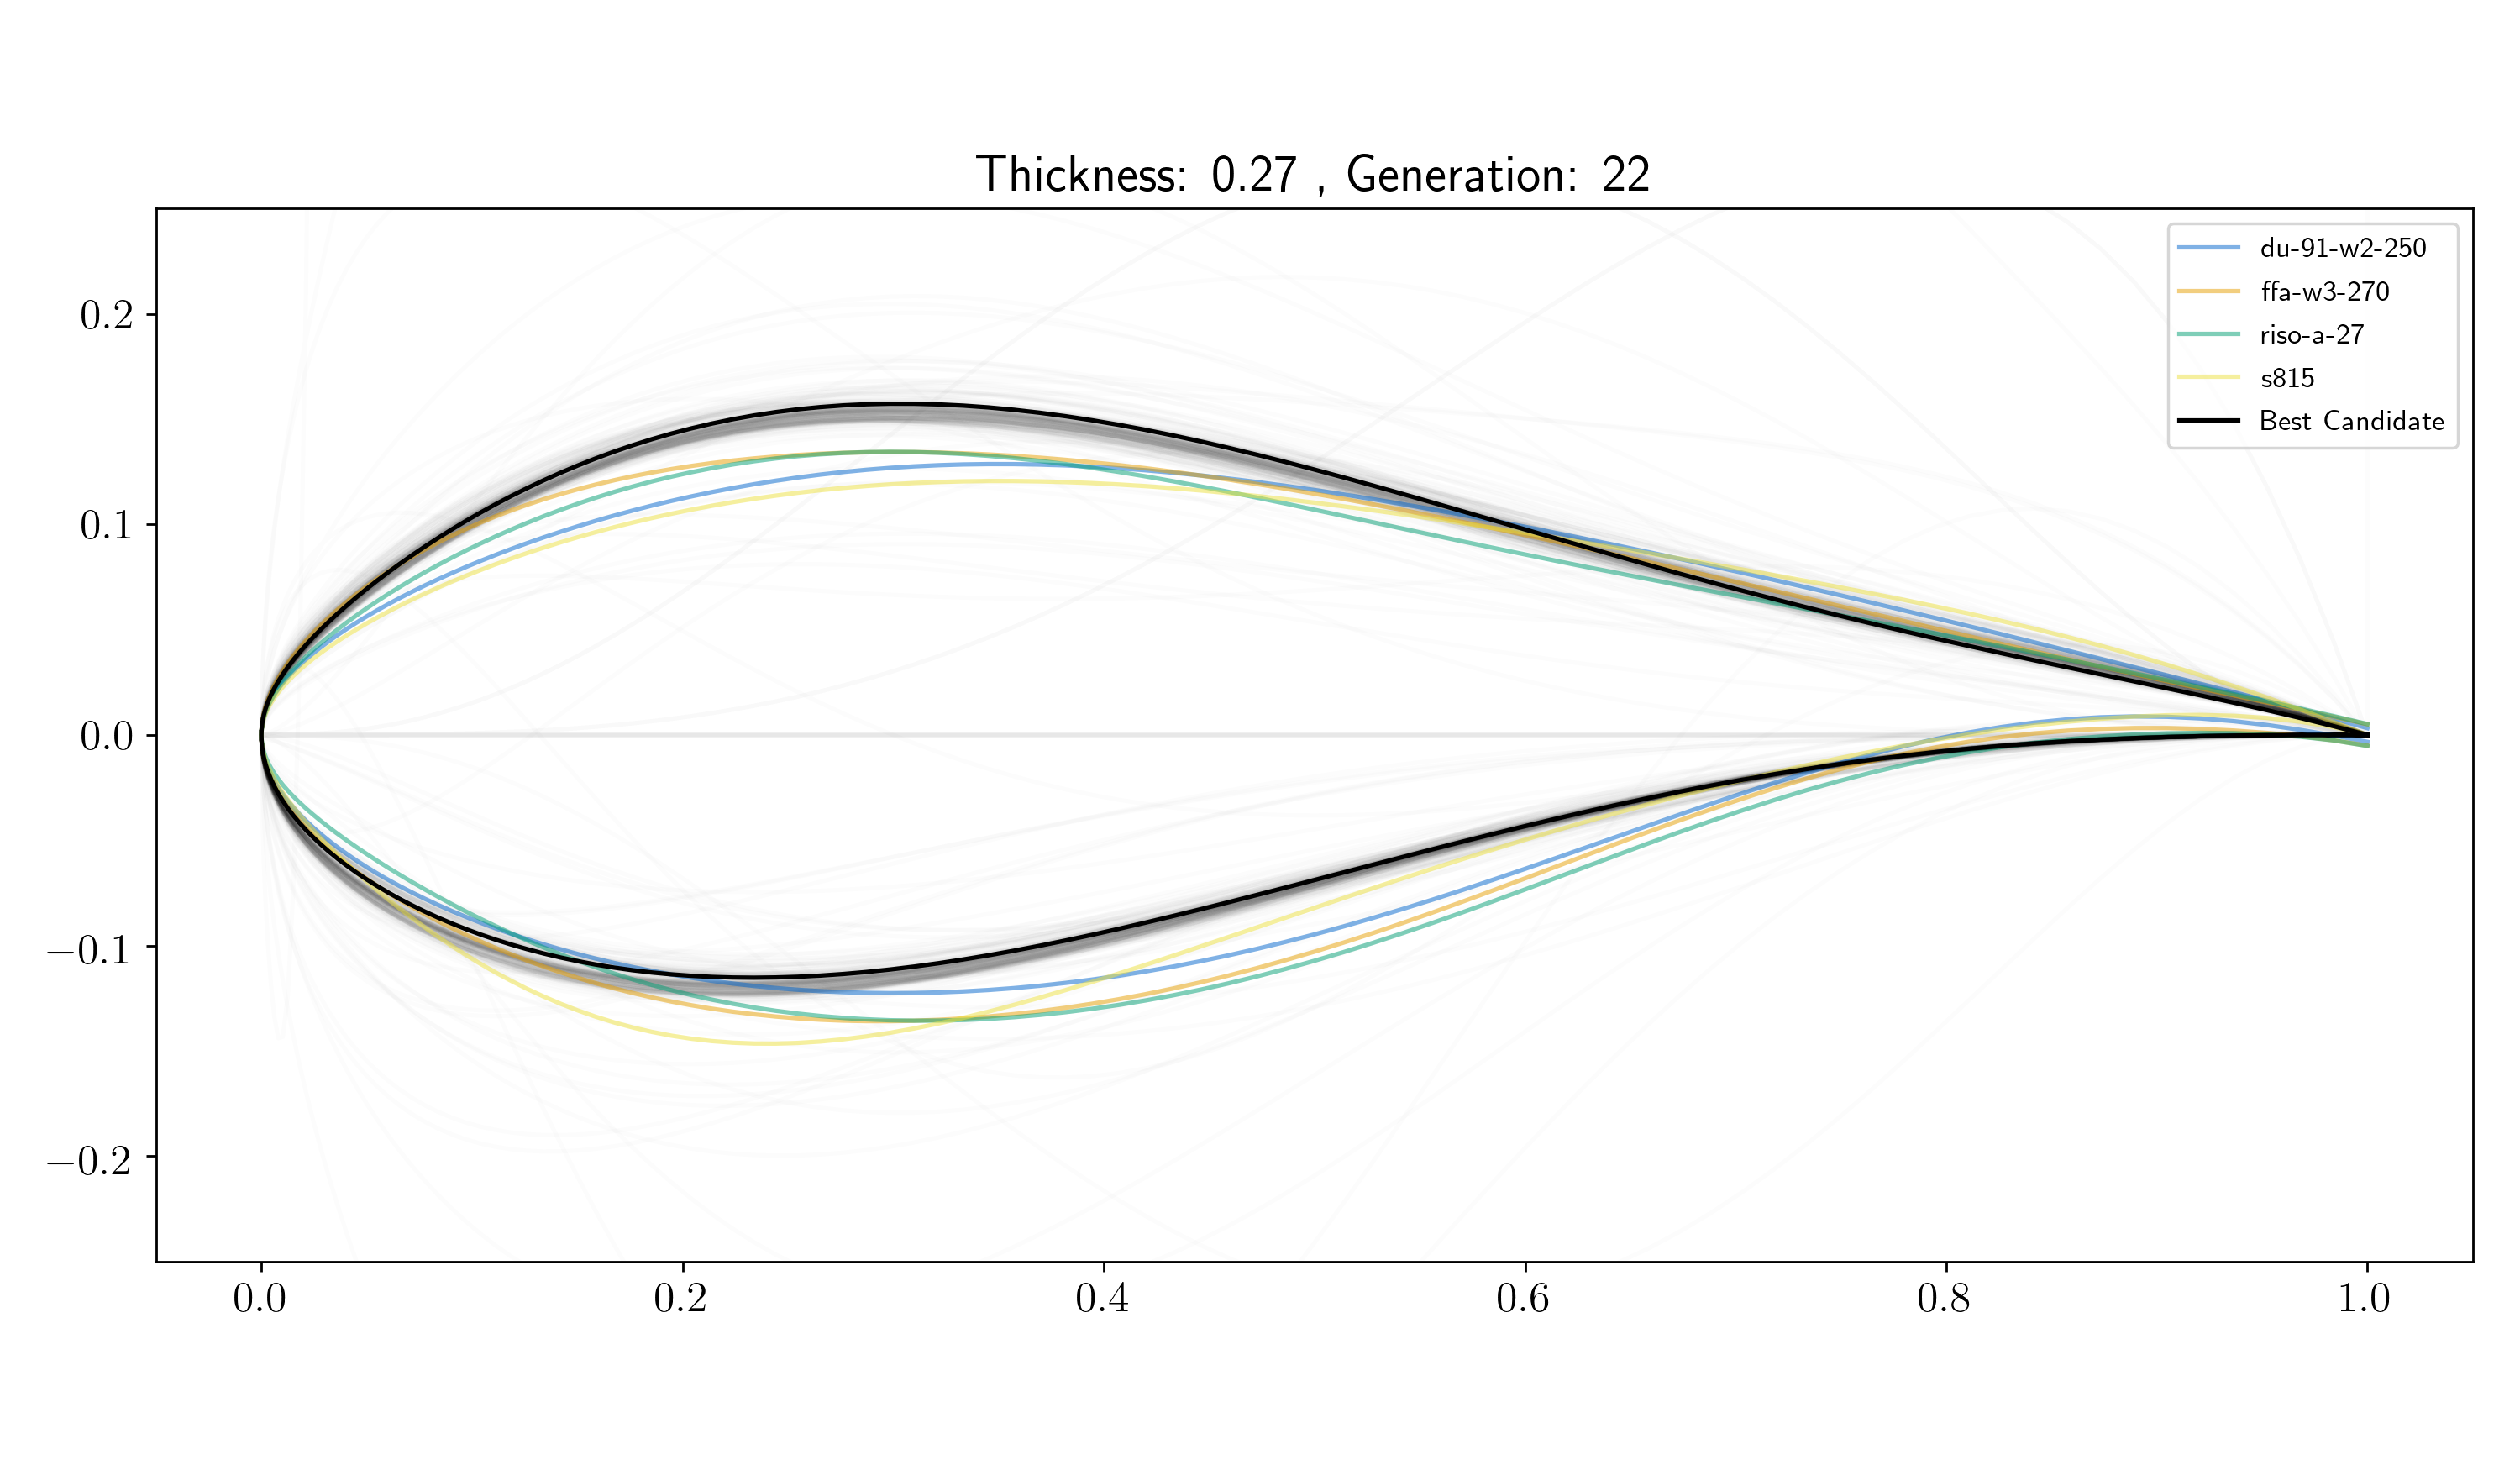 Thickness: 0.27 , Generation: 22
du-91-w2-250
ffa-w3-270
riso-a-27
s815
Best Candidate
0.2
0.1
0.0
−0.1
−0.2
0.0 0.2 0.4 0.6 0.8 1.0